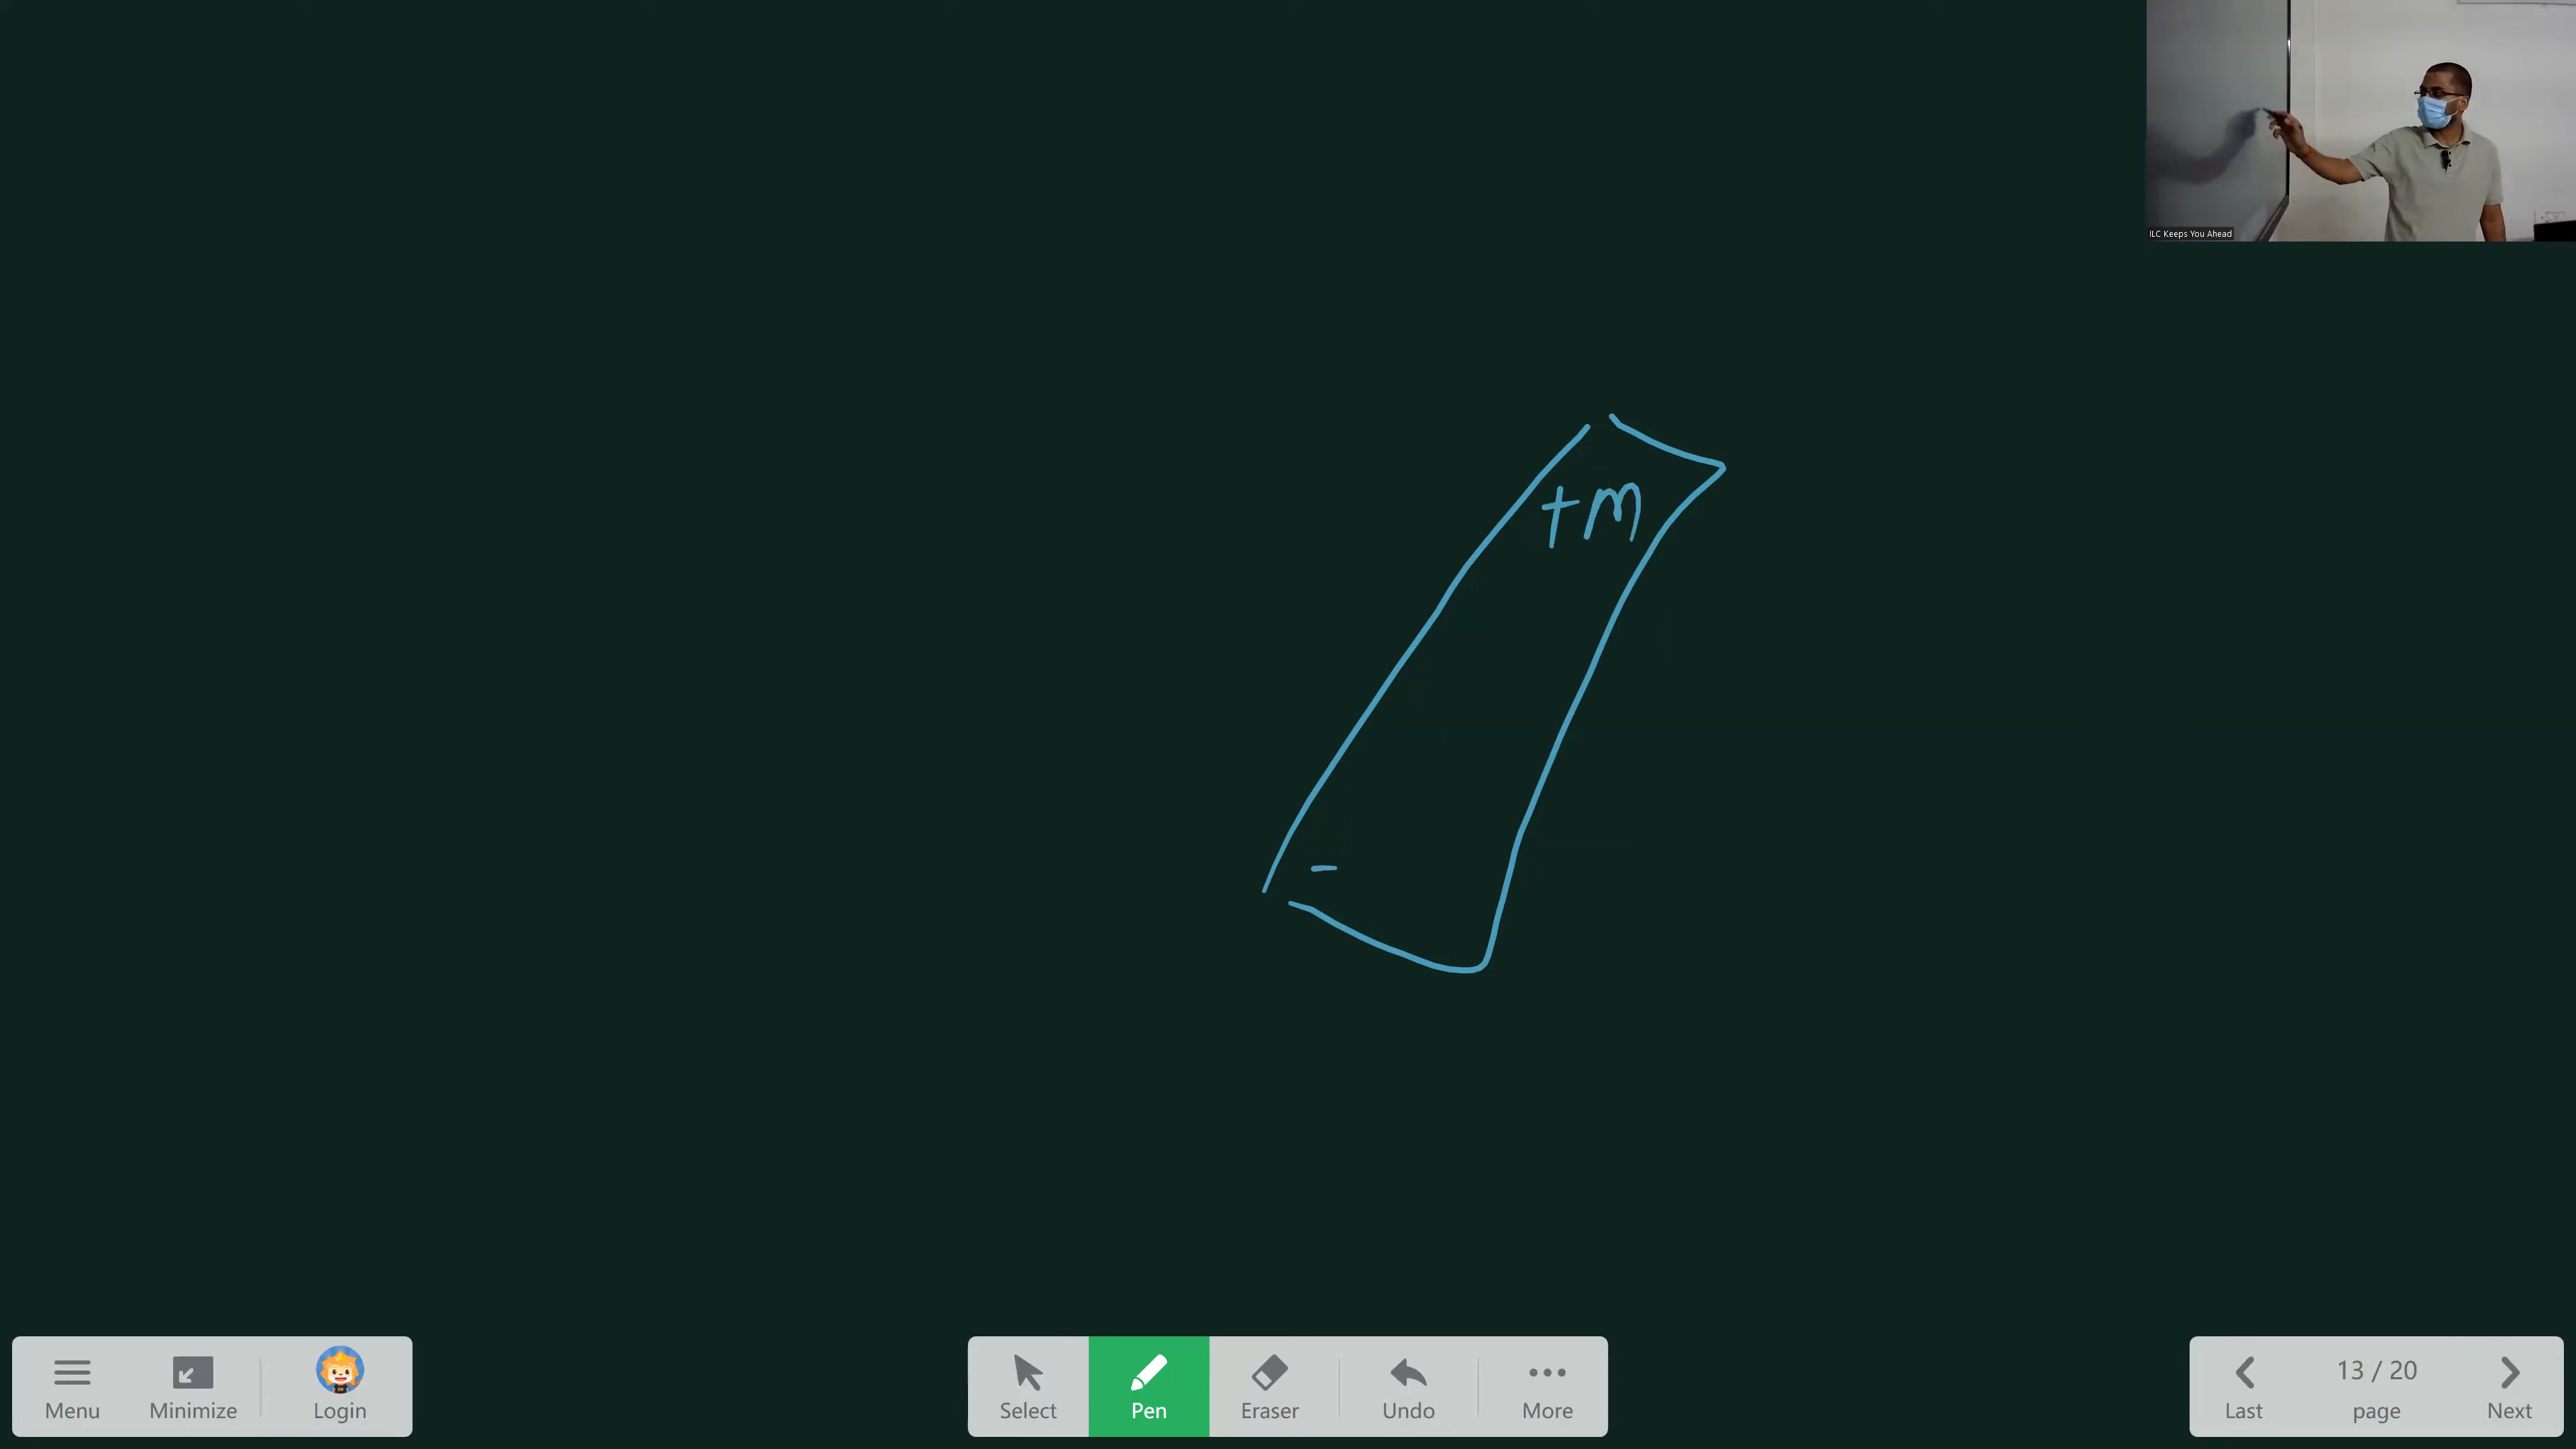 ILC Keeps You Ahead
+m
-
Menu
Minimize
Login
Select
Pen
Eraser
Undo
More
Last
13 / 20
page
Next